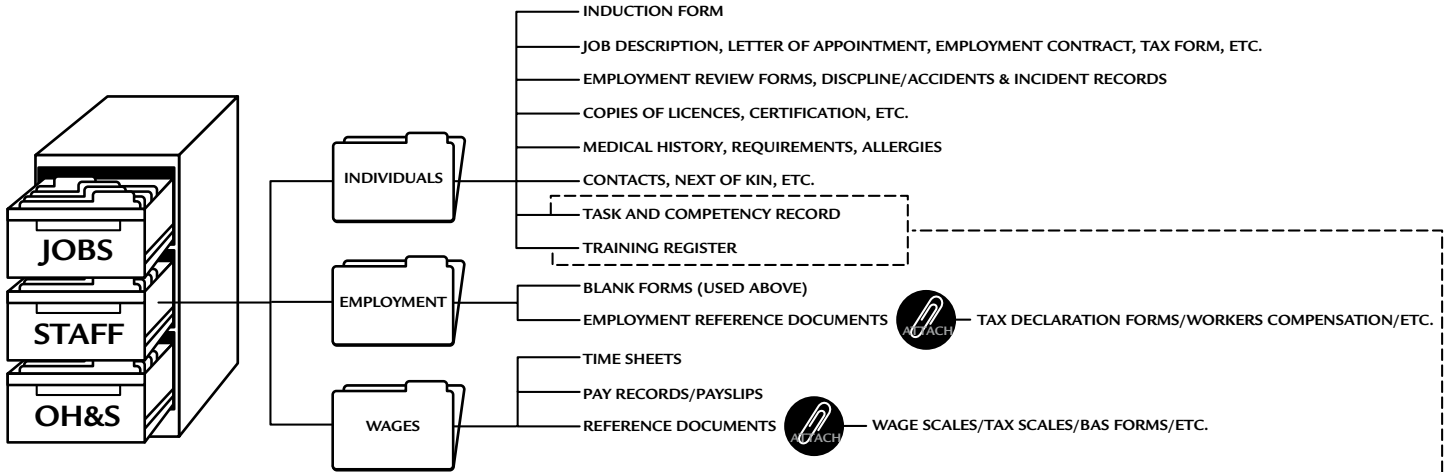 INDUCTION FORM
JOB DESCRIPTION, LETTER OF APPOINTMENT, EMPLOYMENT CONTRACT, TAX FORM, ETC.
EMPLOYMENT REVIEW FORMS, DISCPLINE/ACCIDENTS & INCIDENT RECORDS
COPIES OF LICENCES, CERTIFICATION, ETC.
MEDICAL HISTORY, REQUIREMENTS, ALLERGIES
INDIVIDUALS
CONTACTS, NEXT OF KIN, ETC.
TASK AND COMPETENCY RECORD
TRAINING REGISTER
JOBS
STAFF
OH&S
EMPLOYMENT
BLANK FORMS (USED ABOVE)
EMPLOYMENT REFERENCE DOCUMENTS
ATTACH
TAX DECLARATION FORMS/WORKERS COMPENSATION/ETC.
WAGES
TIME SHEETS
PAY RECORDS/PAYSLIPS
REFERENCE DOCUMENTS
ATTACH
WAGE SCALES/TAX SCALES/BAS FORMS/ETC.